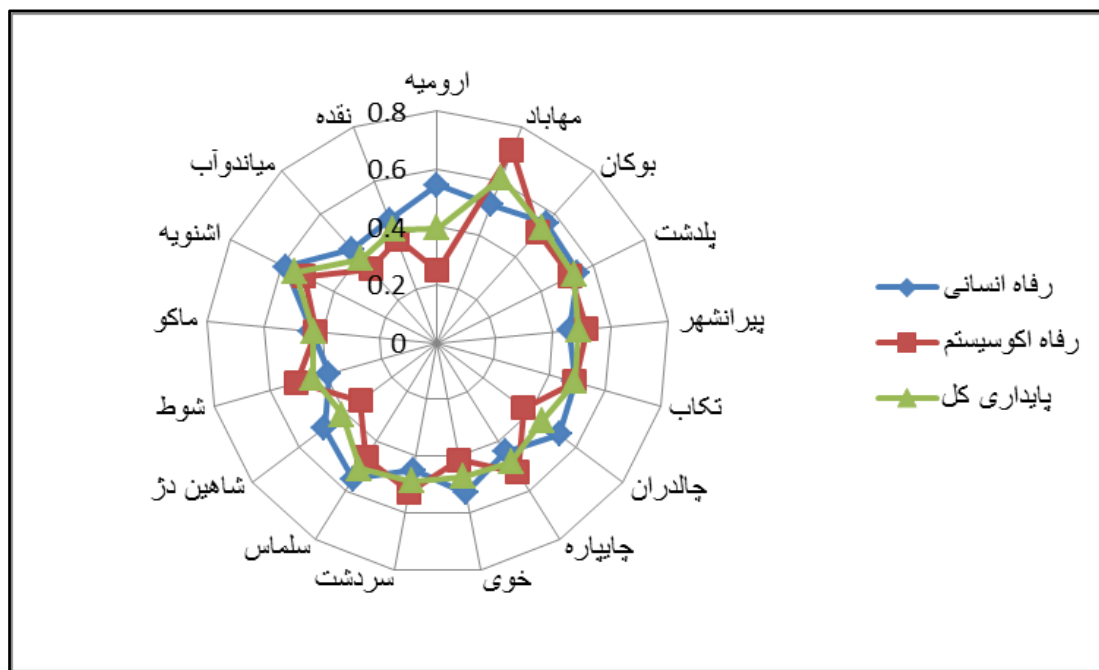 ارومیه
مهاباد
بوکان
پلدشت
پیرانشهر
تکاب
چالدران
چایپاره
خوی
سردشت
سلماس
شاهین دژ
شوط
ماکو
اشنویه
میاندوآب
نقده
0.8
0.6
0.4
0.2
0
رفاه انسانی
رفاه اکوسیستم
پایداری کل